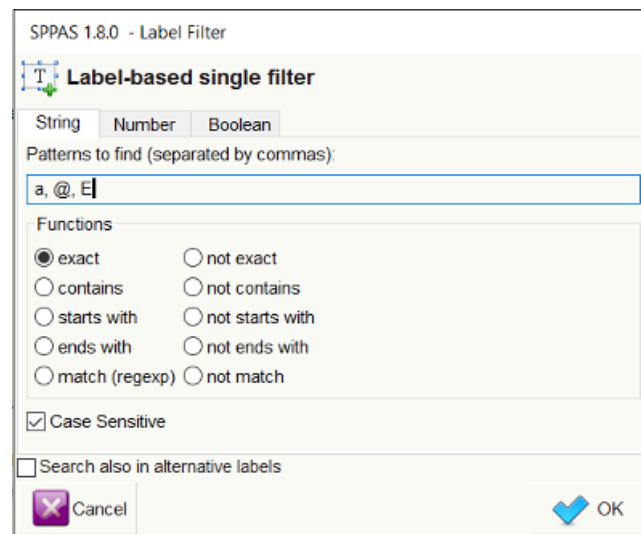 SPPAS 1.8.0 - Label Filter
T Label-based single filter
String Number Boolean
Patterns to find (separated by commas):
a, @, E
Functions
exact not exact
contains not contains
starts with not starts with
ends with not ends with
match (regexp) not match
Case Sensitive
Search also in alternative labels
Cancel OK